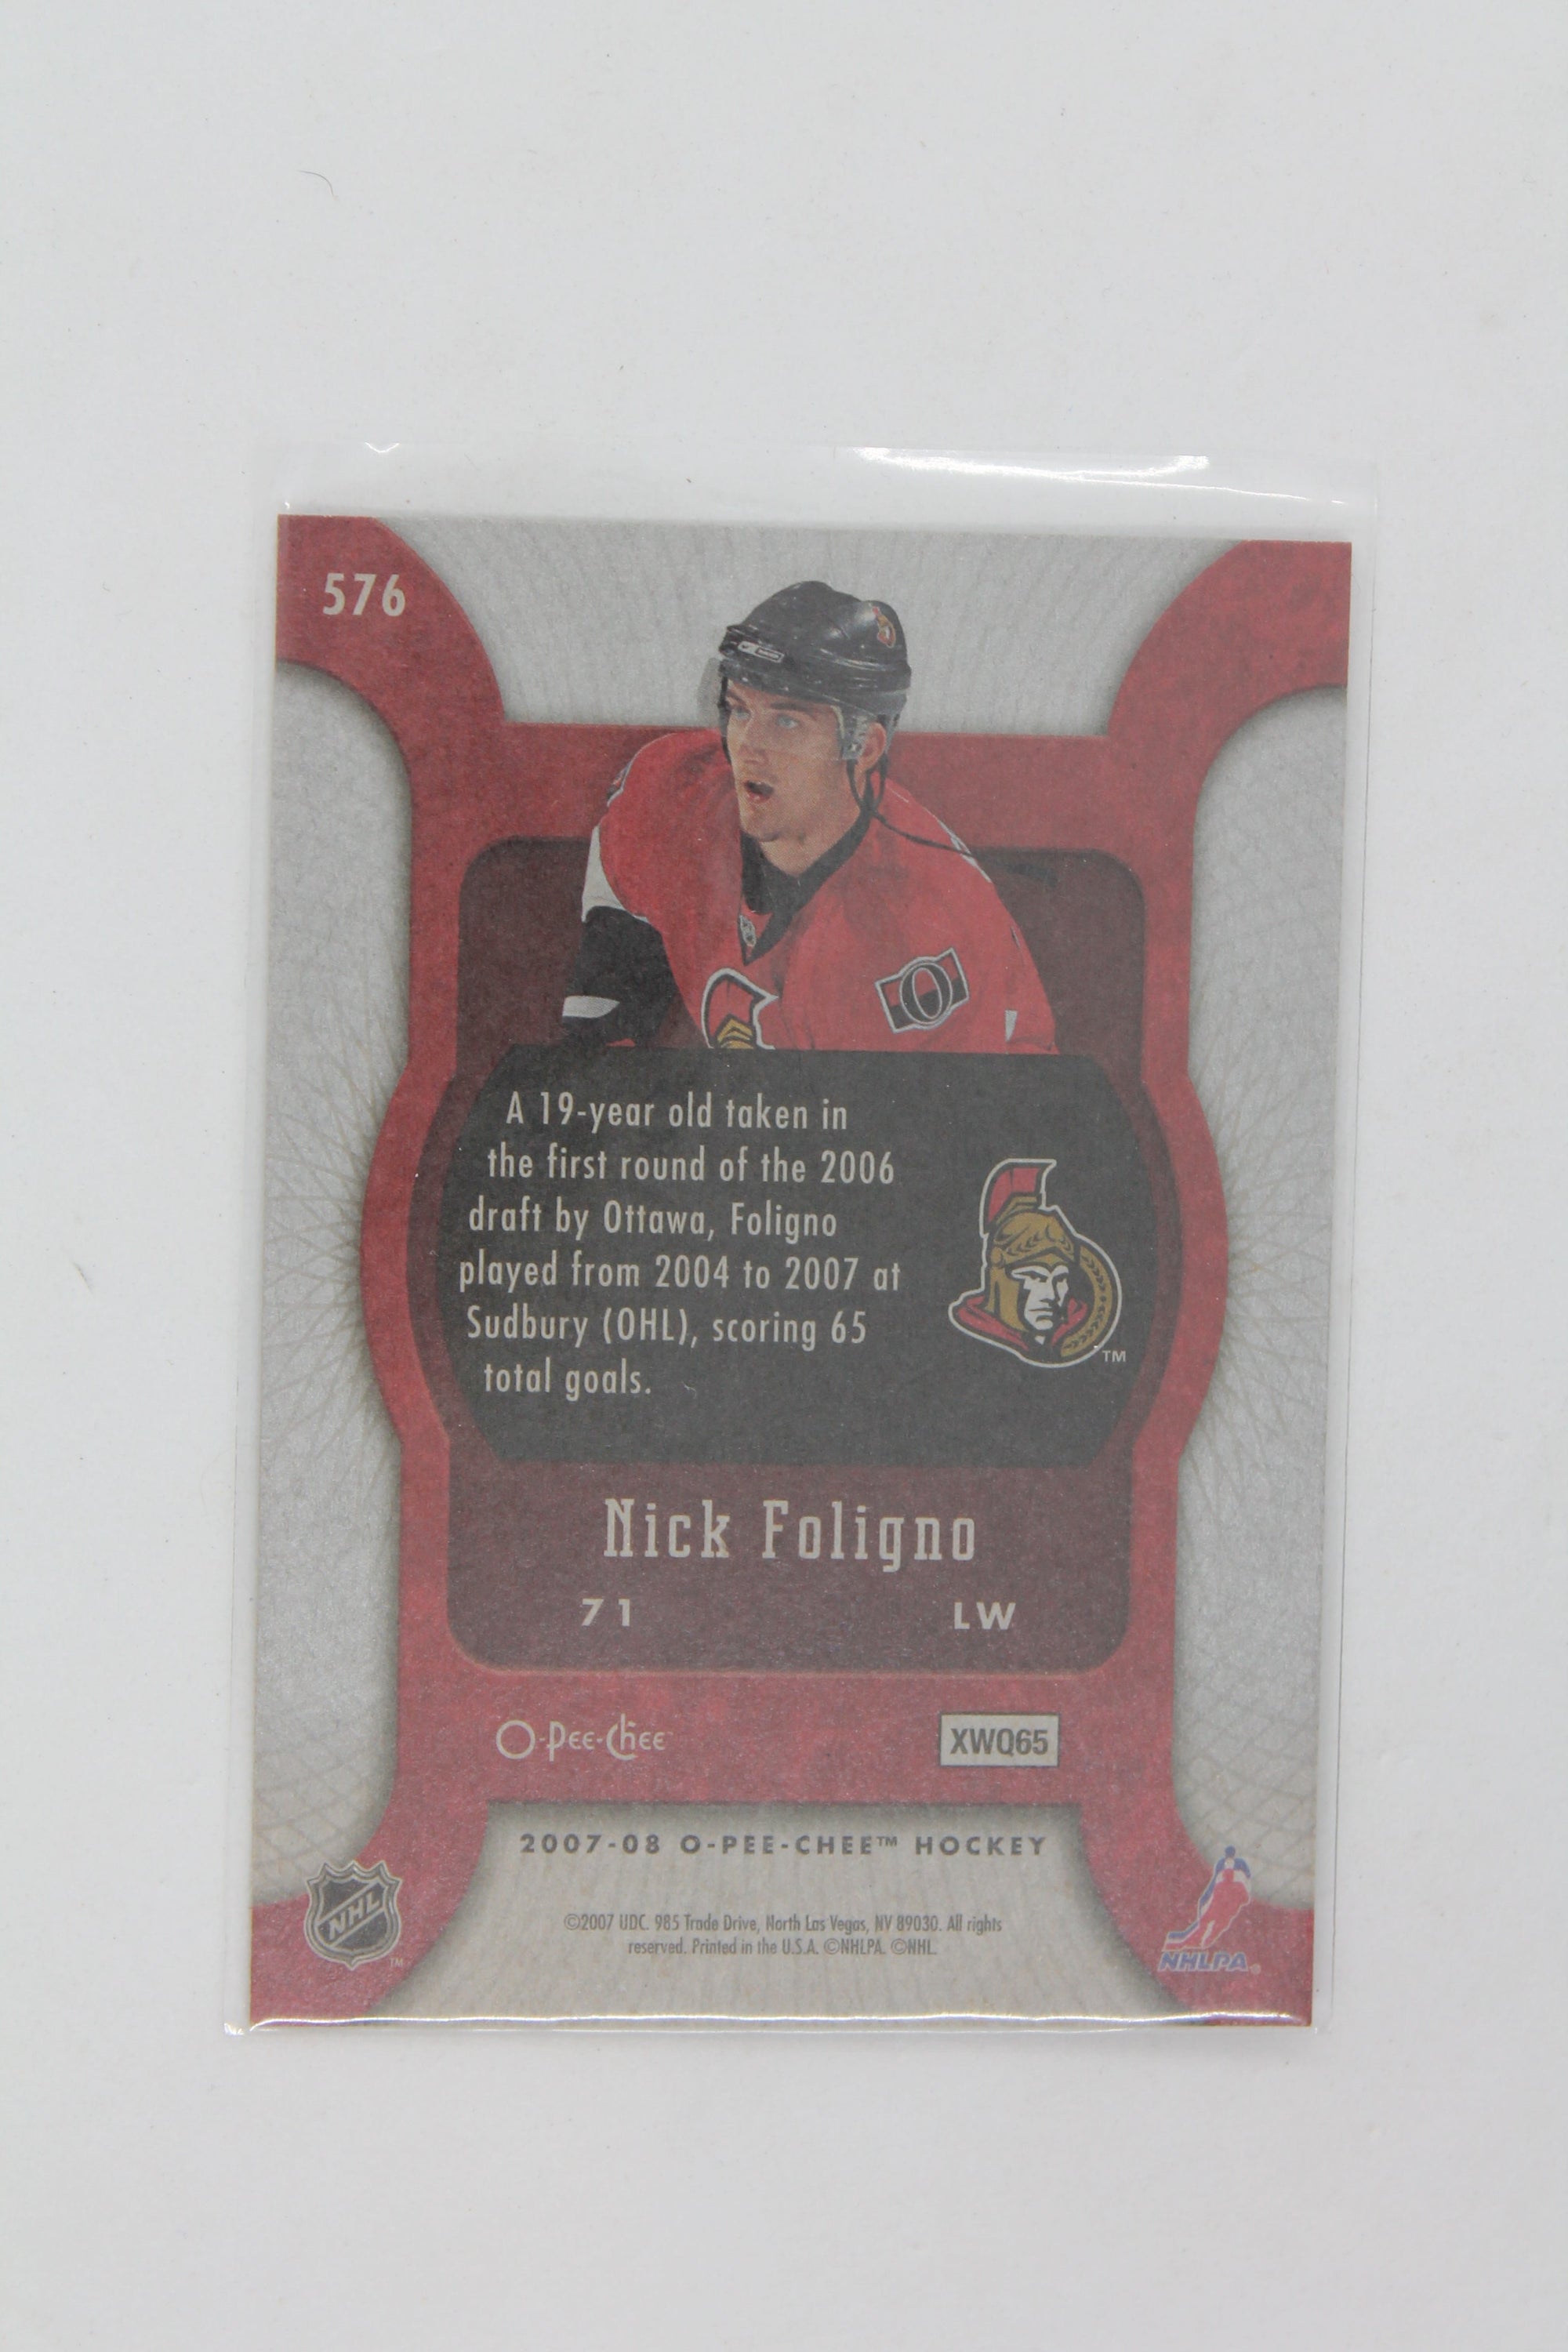 576
A 19-year old taken in
the first round of the 2006
draft by Ottawa, Foligno
played from 2004 to 2007 at
Sudbury (OHL), scoring 65
total goals.
TM
Nick Foligno
71 LW
O-Pee-Chee™
XWQ65
2007-08 O-PEE-CHEE™ HOCKEY
©2007 UDC. 985 Trade Drive, North Las Vegas, NV 89030. All rights
reserved. Printed in the U.S.A. ©NHLPA. ©NHL.
NHL TM
NHLPA®